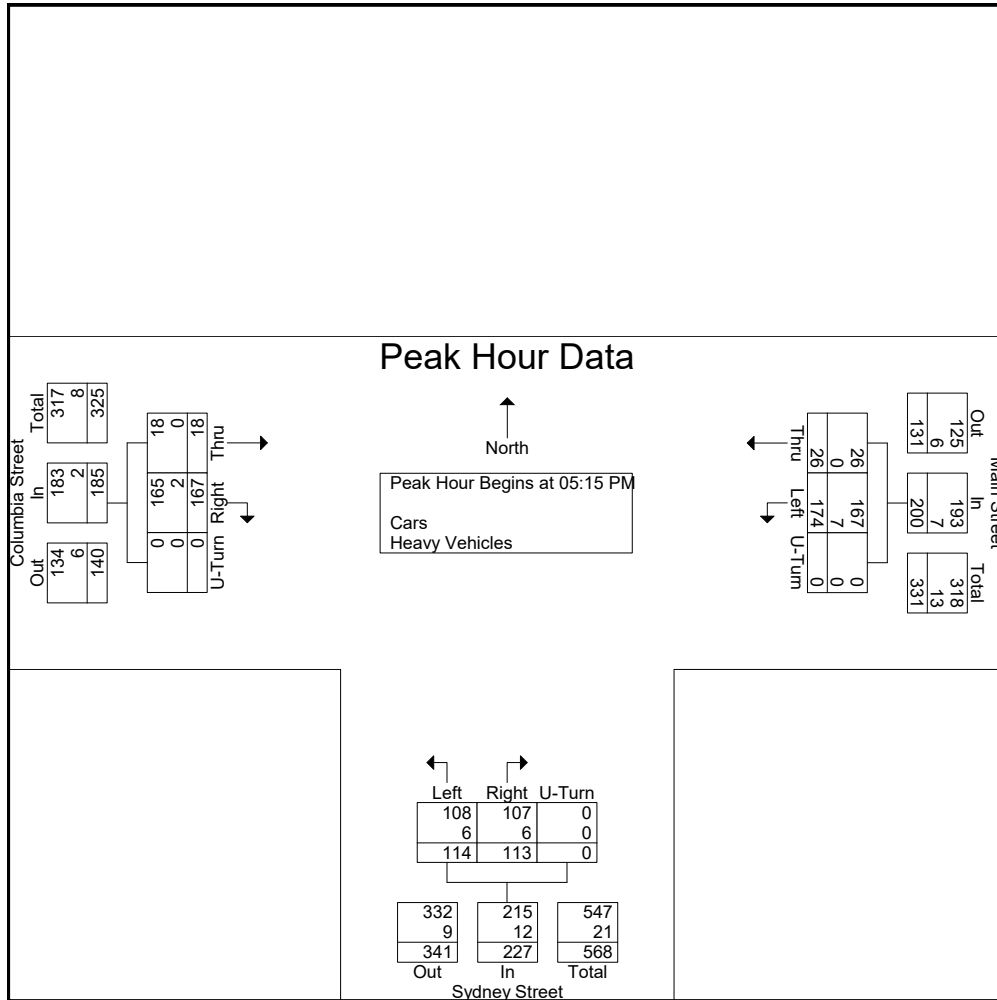 Peak Hour Data
North
Peak Hour Begins at 05:15 PM
Cars
Heavy Vehicles
Thru Right U-Turn
18 167 0
0 2 0
18 165 0
325 185 140
8 2 6
317 183 134
Total In Out
Columbia Street
Main Street
Out In Total
125 193 318
6 7 13
131 200 331
26 167 0
0 7 0
26 174 0
Thru Left U-Turn
Left Right U-Turn
108 107 0
6 6 0
114 113 0
332 215 547
9 12 21
341 227 568
Out In Total
Sydney Street